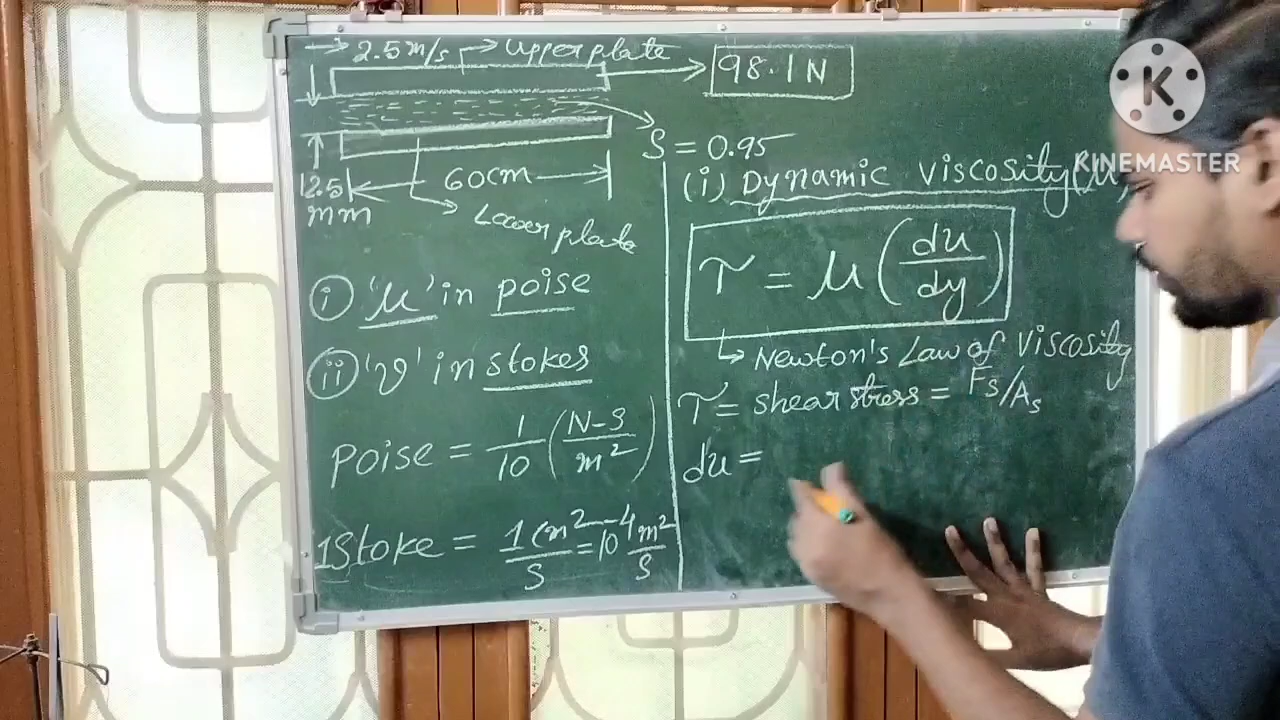 → 2.5 m/s → Upper plate
→ 98.1N
S = 0.95
12.5 mm
60cm
Lower plate
(i) 'μ' in poise
(ii) 'ν' in stokes
poise = 1/10 (N-S/m²)
1 Stoke = 1 cm²/S = 10⁻⁴ m²/S
(i) Dynamic viscosity (μ)
τ = μ (du/dy)
↳ Newton's Law of Viscosity
τ = shear stress = Fs/As
du =
K
KINEMASTER